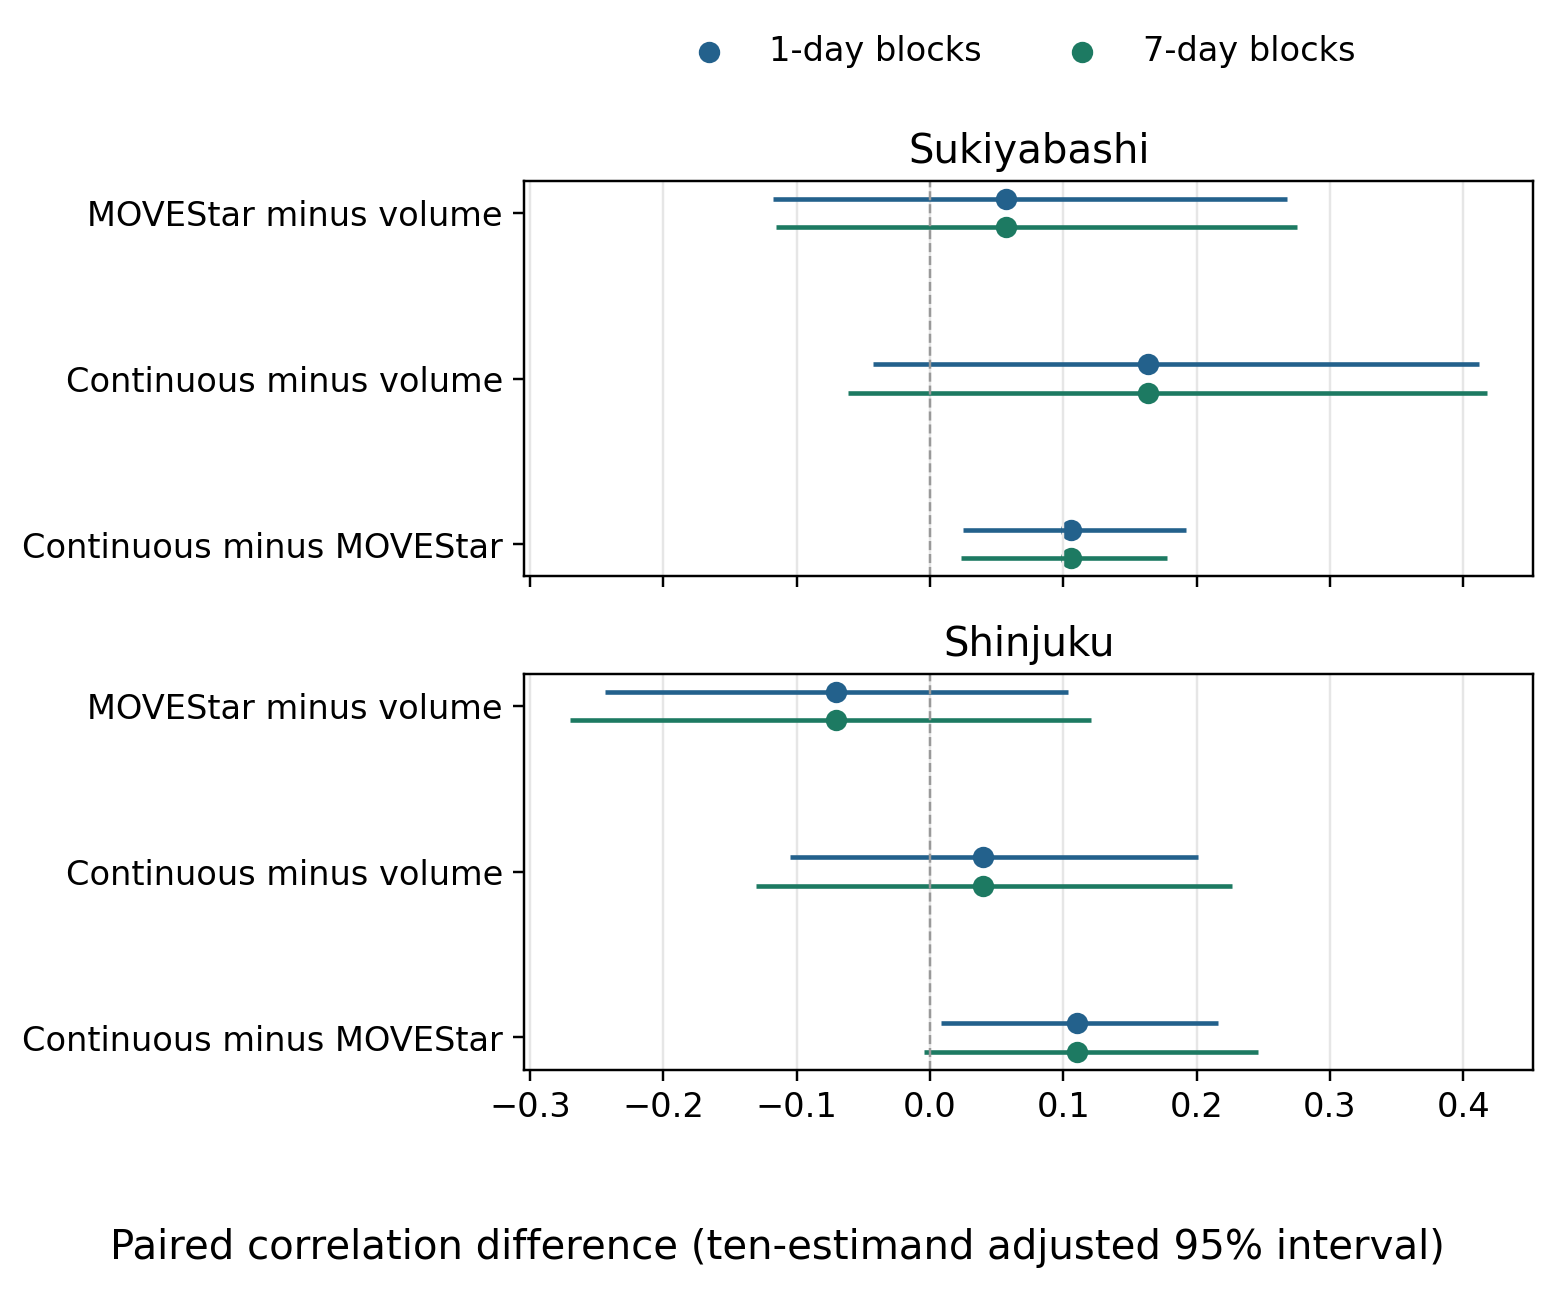 1-day blocks 7-day blocks
Sukiyabashi
MOVEStar minus volume
Continuous minus volume
Continuous minus MOVEStar
Shinjuku
MOVEStar minus volume
Continuous minus volume
Continuous minus MOVEStar
−0.3 −0.2 −0.1 0.0 0.1 0.2 0.3 0.4
Paired correlation difference (ten-estimand adjusted 95% interval)